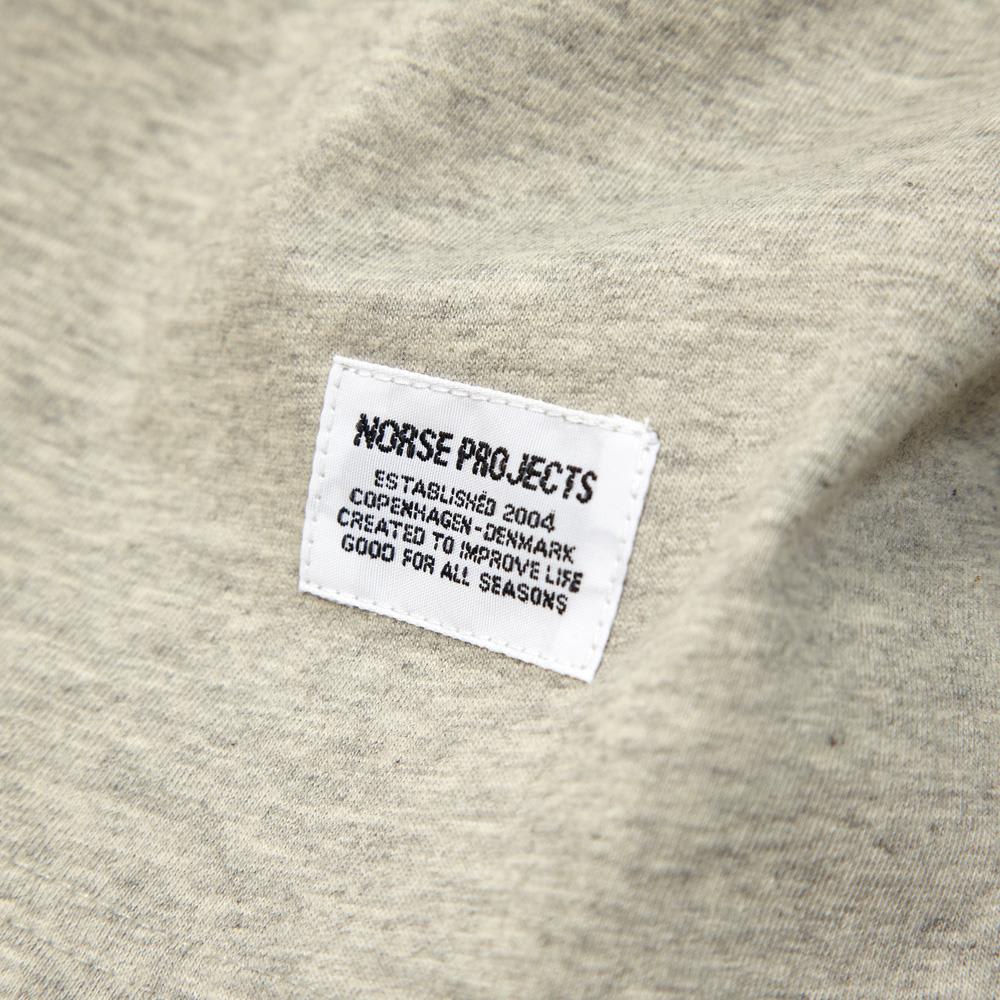 NORSE PROJECTS
ESTABLISHED 2004
COPENHAGEN-DENMARK
CREATED TO IMPROVE LIFE
GOOD FOR ALL SEASONS